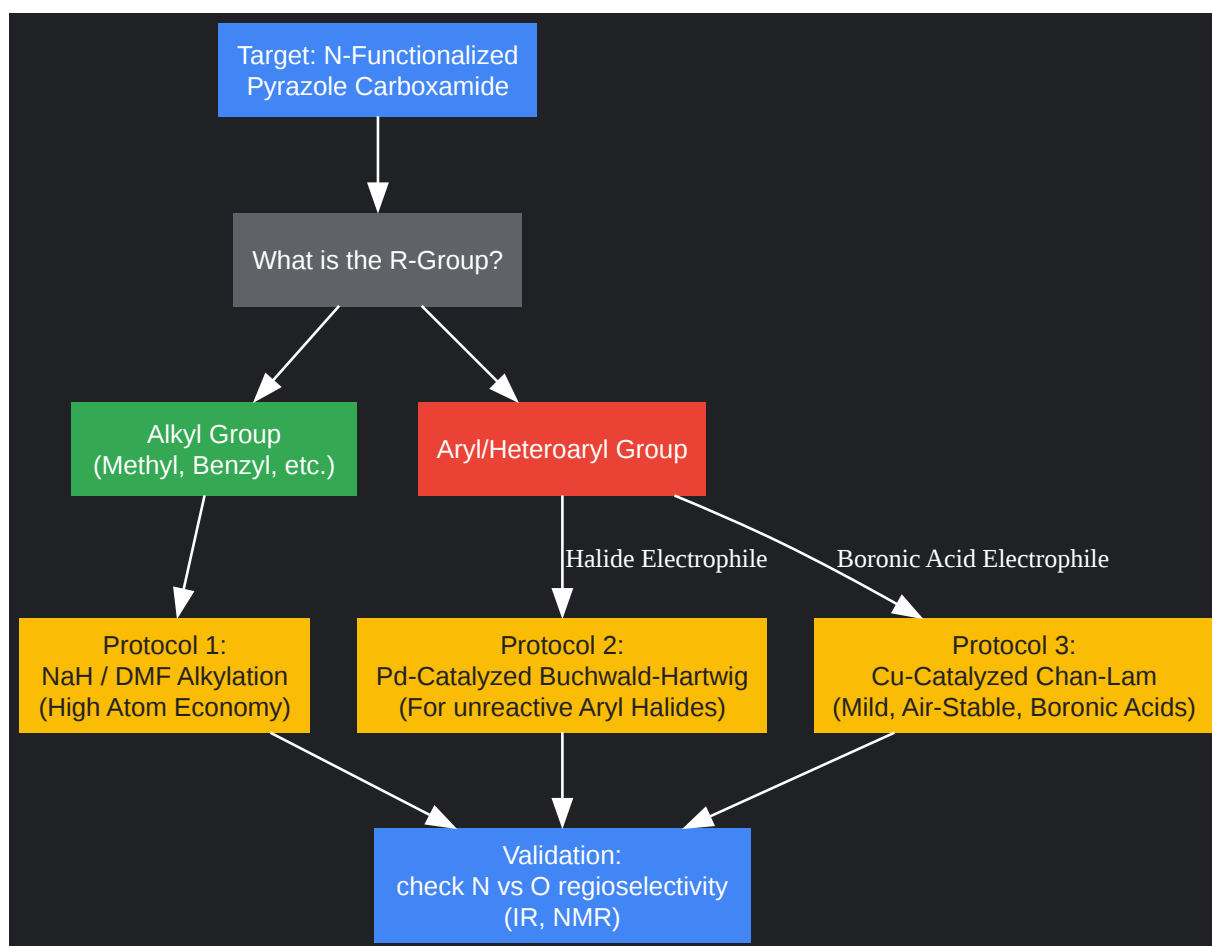 Target: N-Functionalized
Pyrazole Carboxamide
What is the R-Group?
Alkyl Group
(Methyl, Benzyl, etc.)
Aryl/Heteroaryl Group
Halide Electrophile
Boronic Acid Electrophile
Protocol 1:
NaH / DMF Alkylation
(High Atom Economy)
Protocol 2:
Pd-Catalyzed Buchwald-Hartwig
(For unreactive Aryl Halides)
Protocol 3:
Cu-Catalyzed Chan-Lam
(Mild, Air-Stable, Boronic Acids)
Validation:
check N vs O regioselectivity
(IR, NMR)